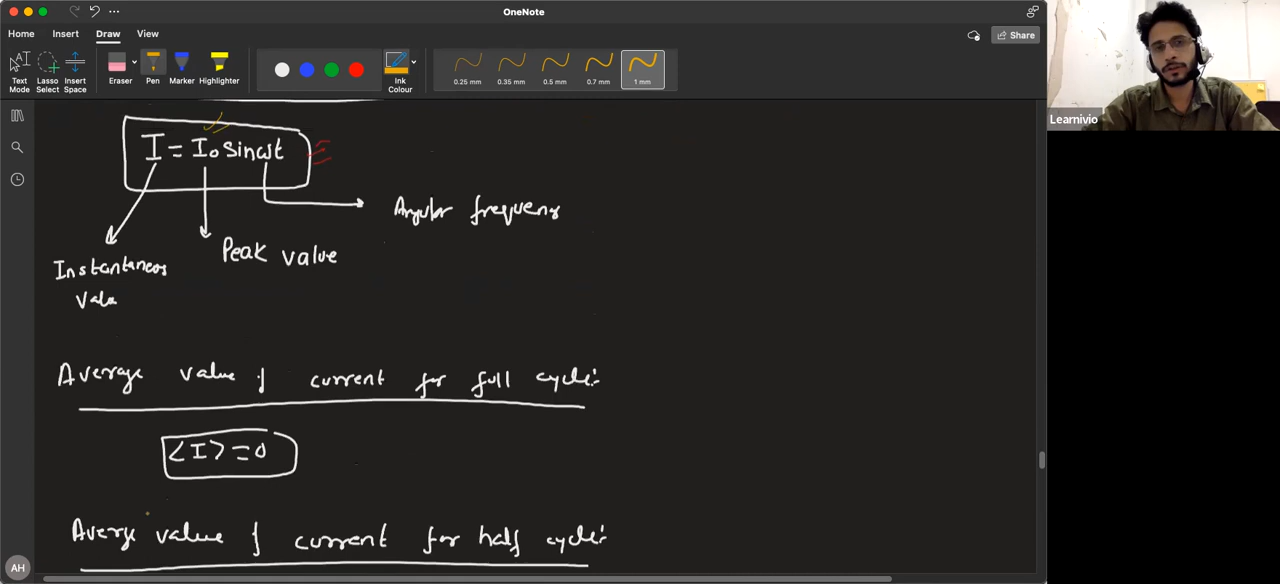 OneNote
Home Insert Draw View
Share
Text Mode
Lasso Select
Insert Space
Eraser
Pen
Marker
Highlighter
Ink Colour
0.25 mm
0.35 mm
0.5 mm
0.7 mm
1 mm
Learnivio
I = I₀ sinωt
Angular frequency
Peak value
Instantaneos
Value
Average value of current for full cycle:
<I> = 0
Average value of current for half cycle:
AH